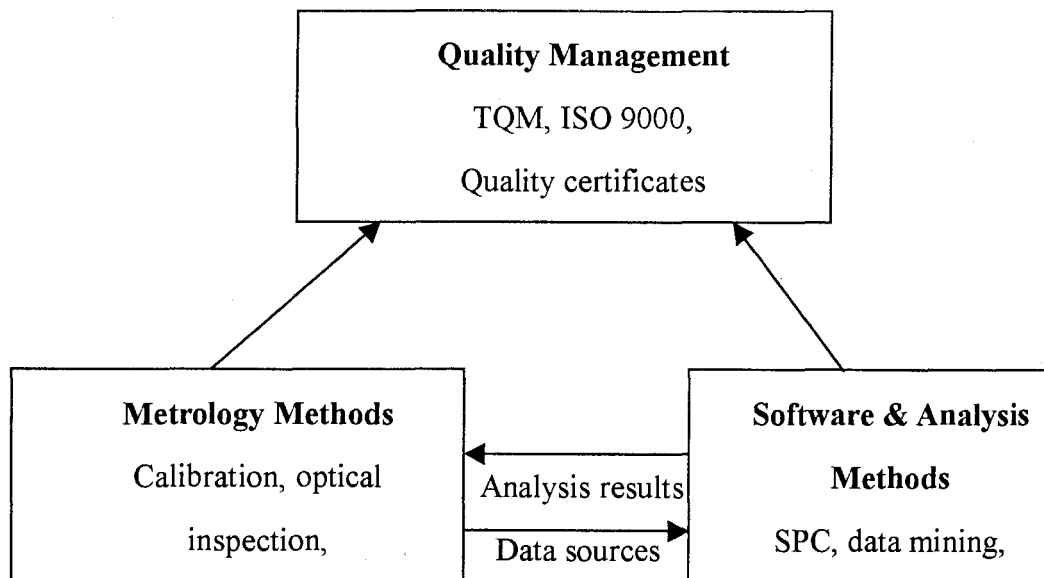 Quality Management
TQM, ISO 9000,
Quality certificates
Metrology Methods
Calibration, optical
inspection,
Analysis results
Data sources
Software & Analysis
Methods
SPC, data mining,